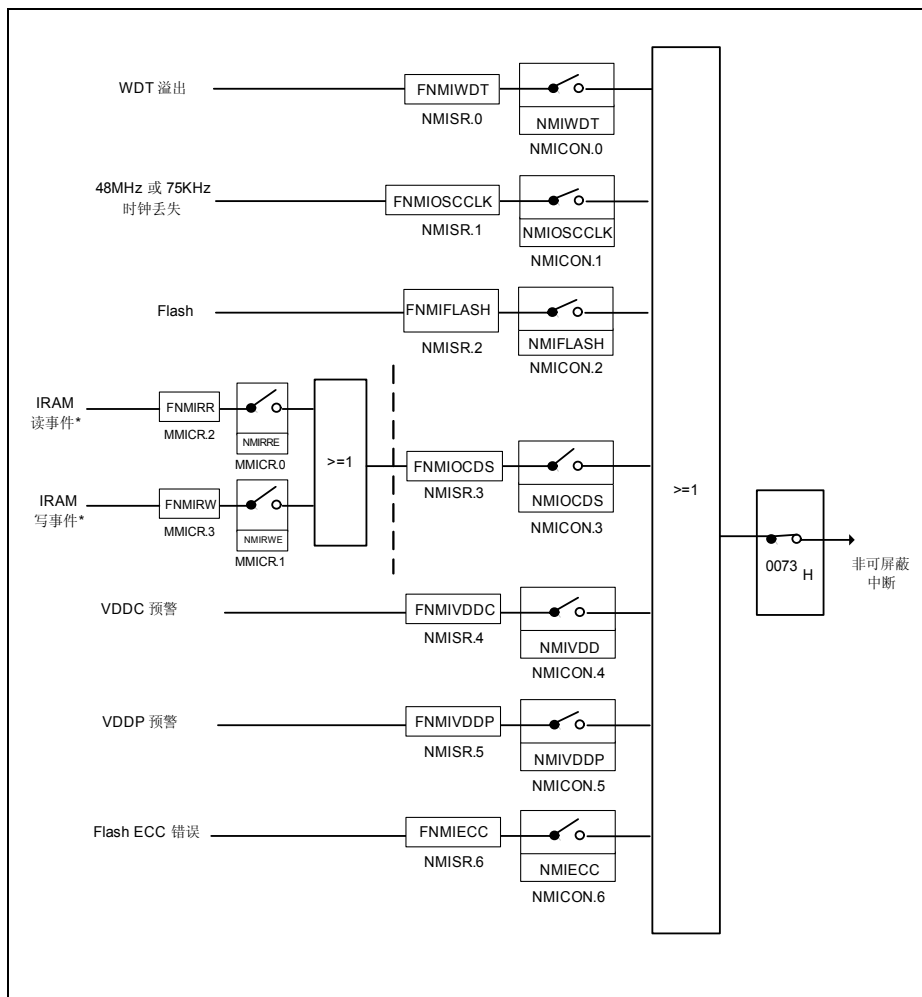 WDT 溢出
FNMIWDT
NMISR.0
NMIWDT
NMICON.0
48MHz 或 75KHz
时钟丢失
FNMIOSCCLK
NMISR.1
NMIOSCCLK
NMICON.1
Flash
FNMIFLASH
NMISR.2
NMIFLASH
NMICON.2
IRAM
读事件*
FNMIRR
MMICR.2
NMIRRE
MMICR.0
>=1
IRAM
写事件*
FNMIRW
MMICR.3
NMIRWE
MMICR.1
FNMIOCDS
NMISR.3
NMIOCDS
NMICON.3
>=1
0073 H
非可屏蔽
中断
VDDC 预警
FNMIVDDC
NMISR.4
NMIVDD
NMICON.4
VDDP 预警
FNMIVDDP
NMISR.5
NMIVDDP
NMICON.5
Flash ECC 错误
FNMIECC
NMISR.6
NMIECC
NMICON.6